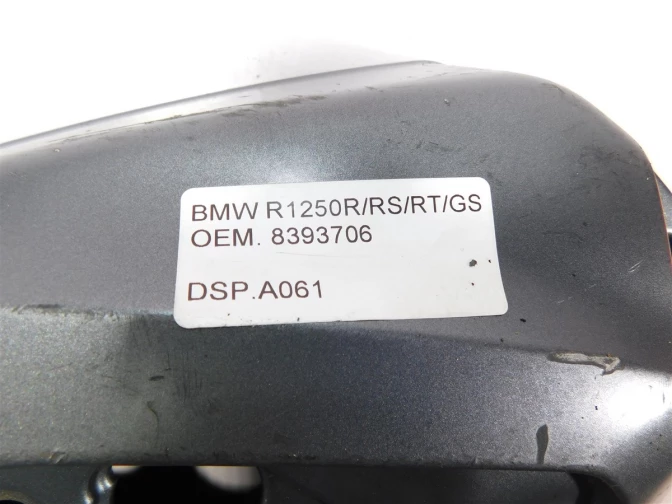 BMW R1250R/RS/RT/GS
OEM. 8393706
DSP.A061